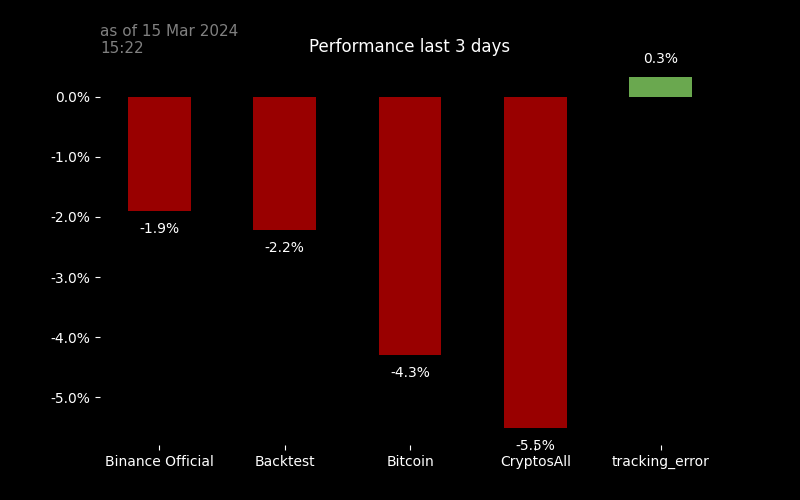 as of 15 Mar 2024
15:22
Performance last 3 days
0.3%
0.0%
-1.0%
-2.0%
-3.0%
-4.0%
-5.0%
-1.9%
-2.2%
-4.3%
-5.5%
Binance Official
Backtest
Bitcoin
CryptosAll
tracking_error